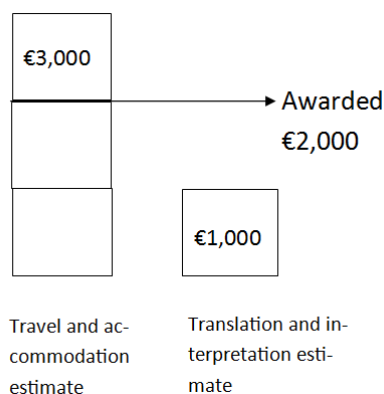 €3,000
Awarded
€2,000
€1,000
Travel and ac-
commodation
estimate
Translation and in-
terpretation esti-
mate